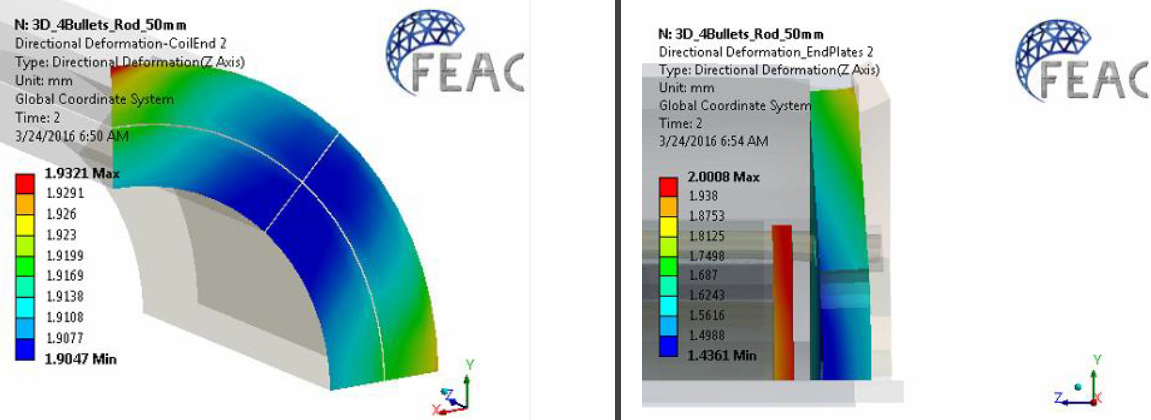 N: 3D_4Bullets_Rod_50mm
Directional Deformation-CoilEnd 2
Type: Directional Deformation(Z Axis)
Unit: mm
Global Coordinate System
Time: 2
3/24/2016 6:50 AM
FEAC
1.9321 Max
1.9291
1.926
1.923
1.9199
1.9169
1.9138
1.9108
1.9077
1.9047 Min
Y
Z
X
N: 3D_4Bullets_Rod_50mm
Directional Deformation_EndPlates 2
Type: Directional Deformation(Z Axis)
Unit: mm
Global Coordinate System
Time: 2
3/24/2016 6:54 AM
FEAC
2.0008 Max
1.938
1.8753
1.8125
1.7498
1.687
1.6243
1.5616
1.4988
1.4361 Min
Y
Z
X